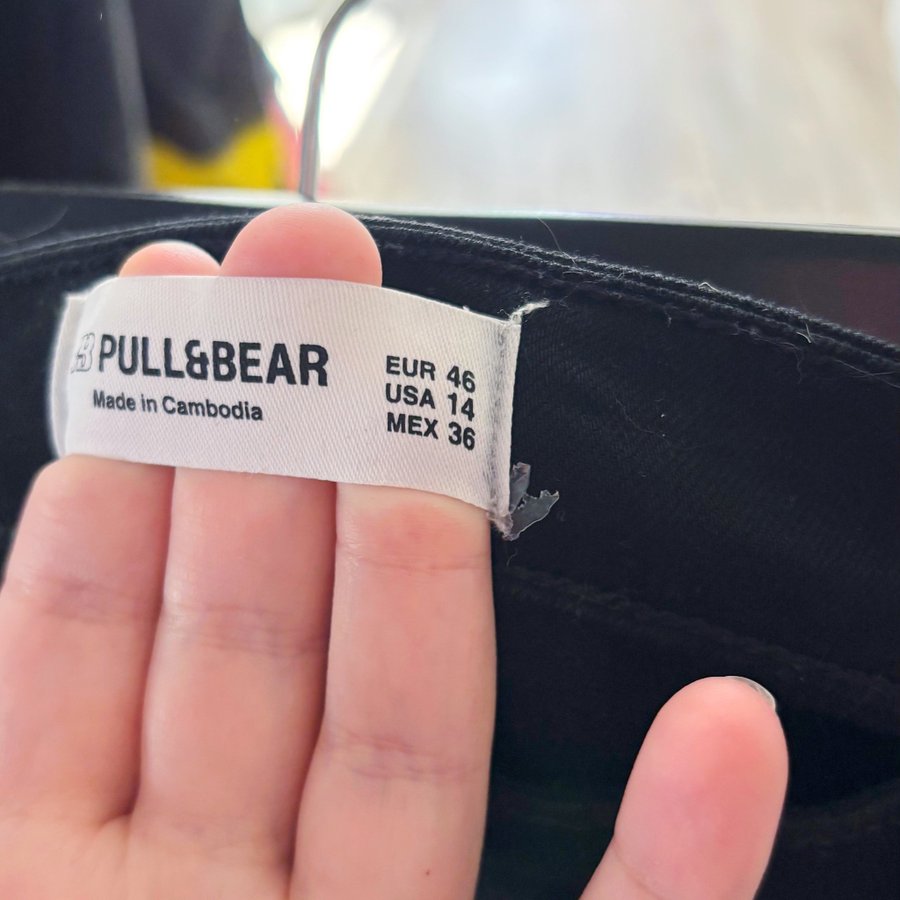 PULL&BEAR
Made in Cambodia
EUR 46
USA 14
MEX 36